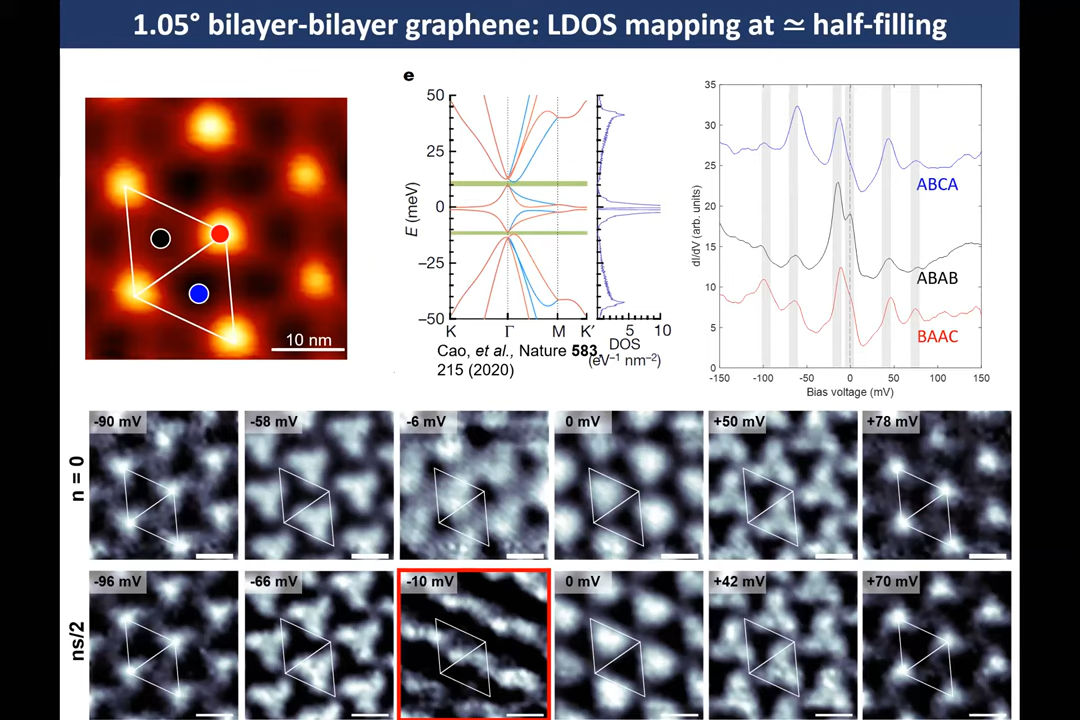 1.05° bilayer-bilayer graphene: LDOS mapping at ≃ half-filling
10 nm
e
50
25
0
−25
−50
E (meV)
K
Γ
M
K′
5
10
DOS
(eV⁻¹ nm⁻²)
Cao, et al., Nature 583,
215 (2020)
35
30
25
20
15
10
5
0
dI/dV (arb. units)
ABCA
ABAB
BAAC
-150
-100
-50
0
50
100
150
Bias voltage (mV)
n = 0
-90 mV
-58 mV
-6 mV
0 mV
+50 mV
+78 mV
ns/2
-96 mV
-66 mV
-10 mV
0 mV
+42 mV
+70 mV